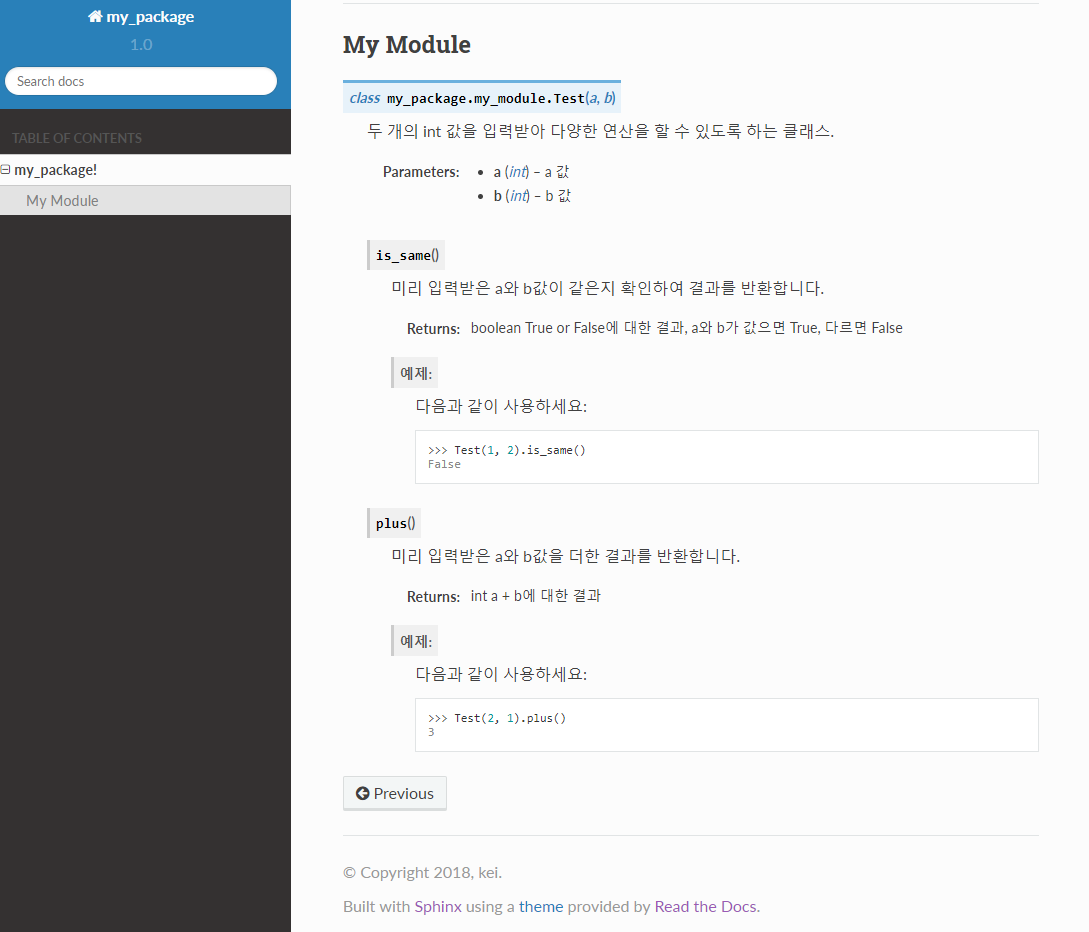 my_package
1.0
Search docs
TABLE OF CONTENTS
my_package!
My Module
My Module
class my_package.my_module.Test(a, b)
두 개의 int 값을 입력받아 다양한 연산을 할 수 있도록 하는 클래스.
Parameters: • a (int) – a 값
• b (int) – b 값
is_same()
미리 입력받은 a와 b값이 같은지 확인하여 결과를 반환합니다.
Returns: boolean True or False에 대한 결과, a와 b가 값으면 True, 다르면 False
예제:
다음과 같이 사용하세요:
>>> Test(1, 2).is_same()
False
plus()
미리 입력받은 a와 b값을 더한 결과를 반환합니다.
Returns: int a + b에 대한 결과
예제:
다음과 같이 사용하세요:
>>> Test(2, 1).plus()
3
Previous
© Copyright 2018, kei.
Built with Sphinx using a theme provided by Read the Docs.